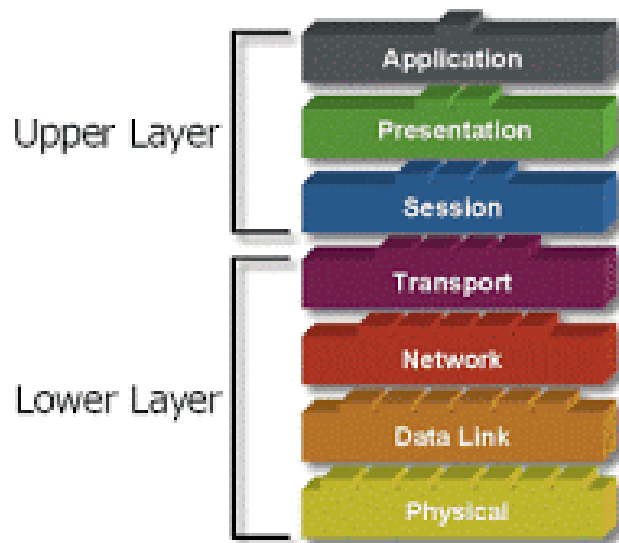 Upper Layer
Application
Presentation
Session
Lower Layer
Transport
Network
Data Link
Physical